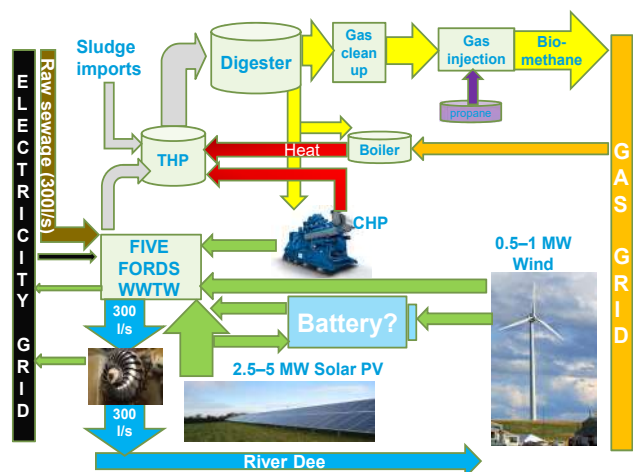 ELECTRICITY GRID
Raw sewage (300l/s)
Sludge
imports
Digester
Gas
clean
up
Gas
injection
Bio-
methane
propane
THP
Heat
Boiler
GAS GRID
CHP
FIVE
FORDS
WWTW
0.5–1 MW
Wind
300
l/s
Battery?
2.5–5 MW Solar PV
300
l/s
River Dee